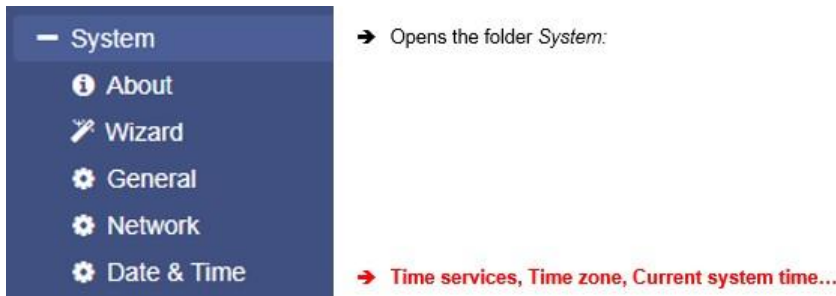 System → Opens the folder System:
About
Wizard
General
Network
Date & Time → Time services, Time zone, Current system time...